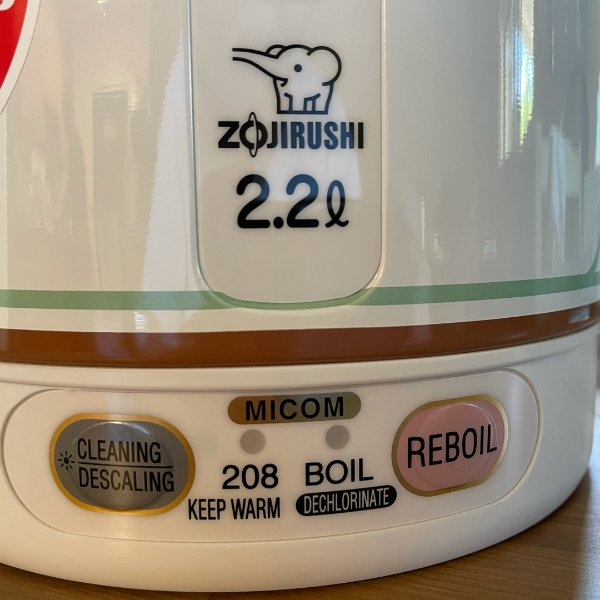 ZOJIRUSHI
2.2ℓ
MICOM
CLEANING
DESCALING
208
KEEP WARM
BOIL
DECHLORINATE
REBOIL